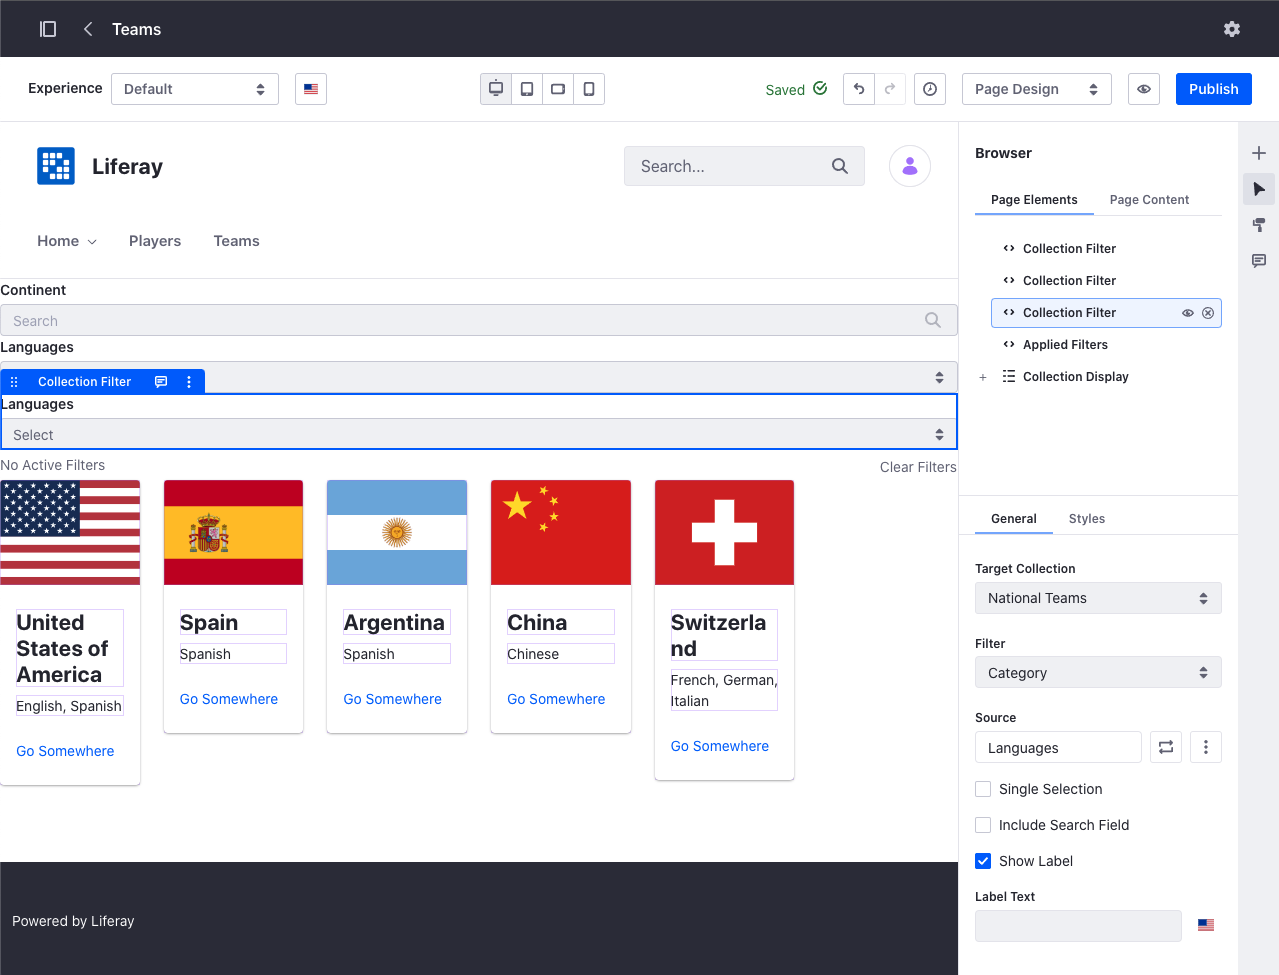 Teams
Experience
Default
Saved
Page Design
Publish
Liferay
Search...
Home
Players
Teams
Continent
Search
Languages
Collection Filter
Languages
Select
No Active Filters
Clear Filters
United
States of
America
English, Spanish
Go Somewhere
Spain
Spanish
Go Somewhere
Argentina
Spanish
Go Somewhere
China
Chinese
Go Somewhere
Switzerla
nd
French, German,
Italian
Go Somewhere
Powered by Liferay
Browser
Page Elements
Page Content
Collection Filter
Collection Filter
Collection Filter
Applied Filters
Collection Display
General
Styles
Target Collection
National Teams
Filter
Category
Source
Languages
Single Selection
Include Search Field
Show Label
Label Text